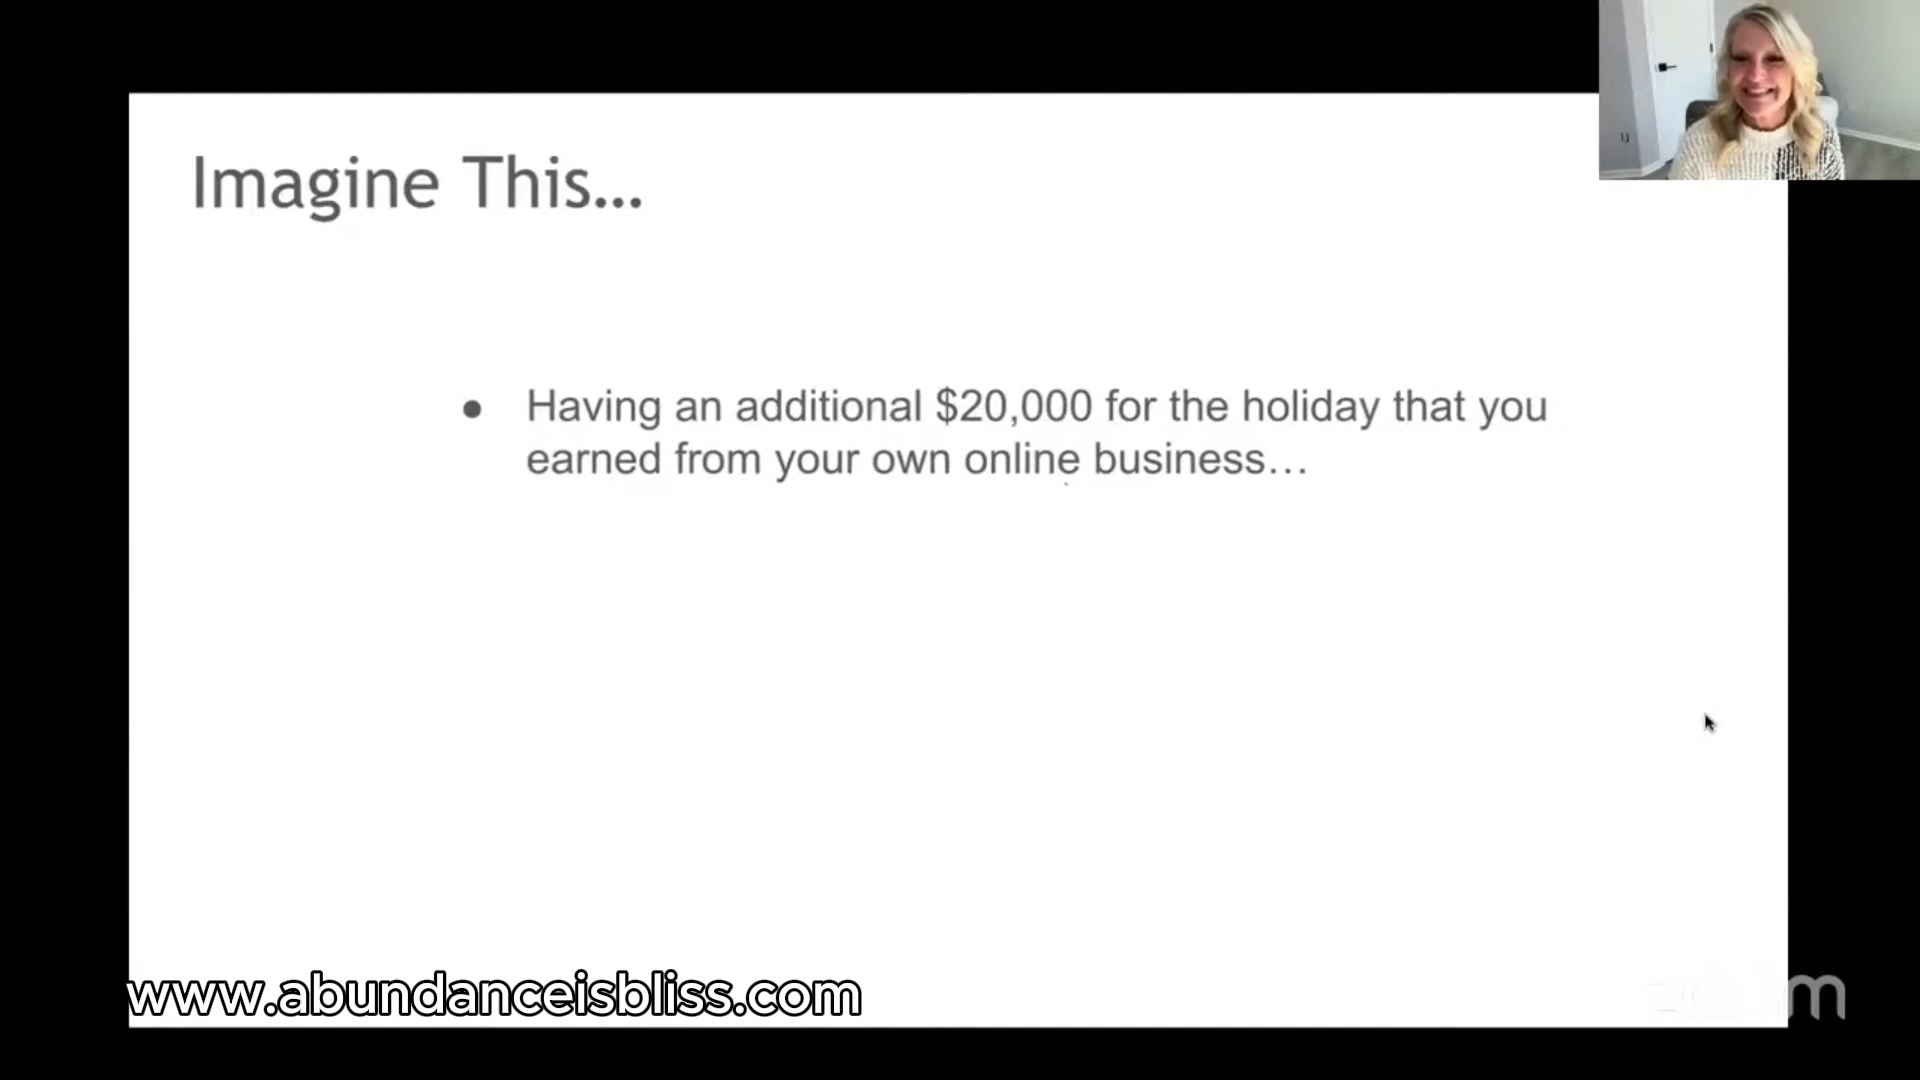 Imagine This...
● Having an additional $20,000 for the holiday that you
earned from your own online business…
www.abundanceisbliss.com